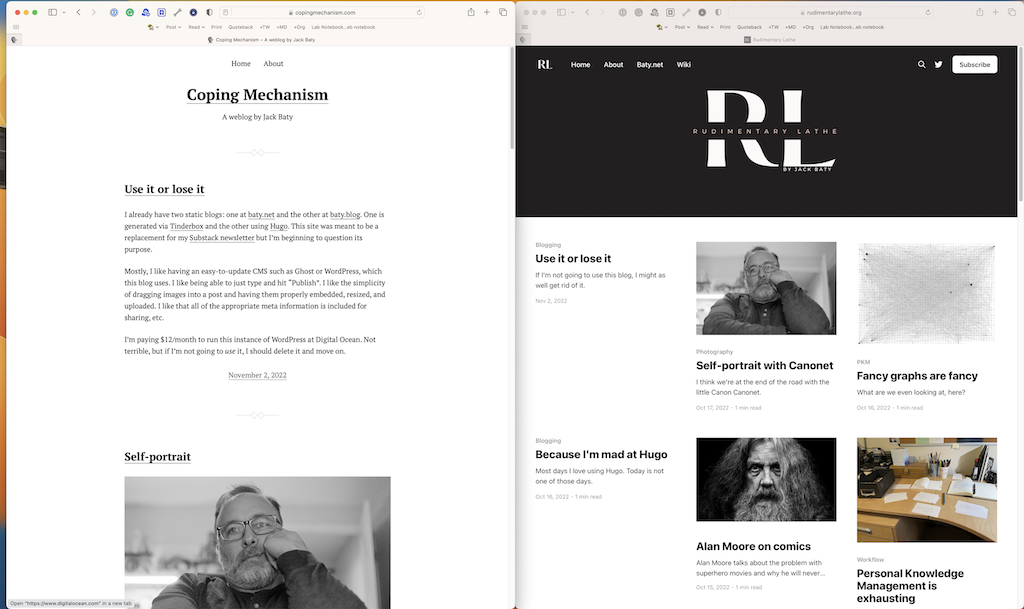 copingmechanism.com
Post
Read
Print
Quoteback
+TW
+MD
+Org
Lab Notebook...ab notebook
Coping Mechanism – A weblog by Jack Baty
Home About
Coping Mechanism
A weblog by Jack Baty
Use it or lose it
I already have two static blogs: one at baty.net and the other at baty.blog. One is
generated via Tinderbox and the other using Hugo. This site was meant to be a
replacement for my Substack newsletter but I'm beginning to question its
purpose.
Mostly, I like having an easy-to-update CMS such as Ghost or WordPress, which
this blog uses. I like being able to just type and hit "Publish". I like the simplicity
of dragging images into a post and having them properly embedded, resized, and
uploaded. I like that all of the appropriate meta information is included for
sharing, etc.
I'm paying $12/month to run this instance of WordPress at Digital Ocean. Not
terrible, but if I'm not going to use it, I should delete it and move on.
November 2, 2022
Self-portrait
Open "https://www.digitalocean.com" in a new tab
rudimentarylathe.org
Post
Read
Print
Quoteback
+TW
+MD
+Org
Lab Notebook...ab notebook
RL Rudimentary Lathe
RL Home About Baty.net Wiki Subscribe
RL
RUDIMENTARY LATHE
BY JACK BATY
Blogging
Use it or lose it
If I'm not going to use this blog, I might as
well get rid of it.
Nov 2, 2022
Photography
Self-portrait with Canonet
I think we're at the end of the road with the
little Canon Canonet.
Oct 17, 2022 · 1 min read
PKM
Fancy graphs are fancy
What are we even looking at, here?
Oct 16, 2022 · 1 min read
Blogging
Because I'm mad at Hugo
Most days I love using Hugo. Today is not
one of those days.
Oct 16, 2022 · 1 min read
Alan Moore on comics
Alan Moore talks about the problem with
superhero movies and why he will never...
Oct 15, 2022 · 1 min read
Workflow
Personal Knowledge
Management is
exhausting